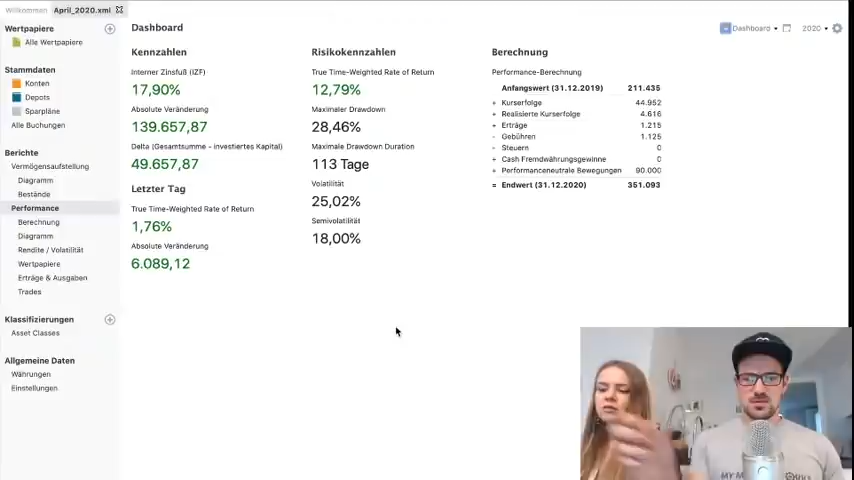 Willkommen April_2020.xml
Dashboard
Dashboard 2020
Wertpapiere
Alle Wertpapiere
Stammdaten
Konten
Depots
Sparpläne
Alle Buchungen
Berichte
Vermögensaufstellung
Diagramm
Bestände
Performance
Berechnung
Diagramm
Rendite / Volatilität
Wertpapiere
Erträge & Ausgaben
Trades
Klassifizierungen
Asset Classes
Allgemeine Daten
Währungen
Einstellungen
Kennzahlen
Interner Zinsfuß (IZF)
17,90%
Absolute Veränderung
139.657,87
Delta (Gesamtsumme - investiertes Kapital)
49.657,87
Letzter Tag
True Time-Weighted Rate of Return
1,76%
Absolute Veränderung
6.089,12
Risikokennzahlen
True Time-Weighted Rate of Return
12,79%
Maximaler Drawdown
28,46%
Maximale Drawdown Duration
113 Tage
Volatilität
25,02%
Semivolatilität
18,00%
Berechnung
Performance-Berechnung
Anfangswert (31.12.2019) 211.435
+ Kurserfolge 44.952
+ Realisierte Kurserfolge 4.616
+ Erträge 1.215
- Gebühren 1.125
- Steuern 0
+ Cash Fremdwährungsgewinne 0
+ Performanceneutrale Bewegungen 90.000
= Endwert (31.12.2020) 351.093